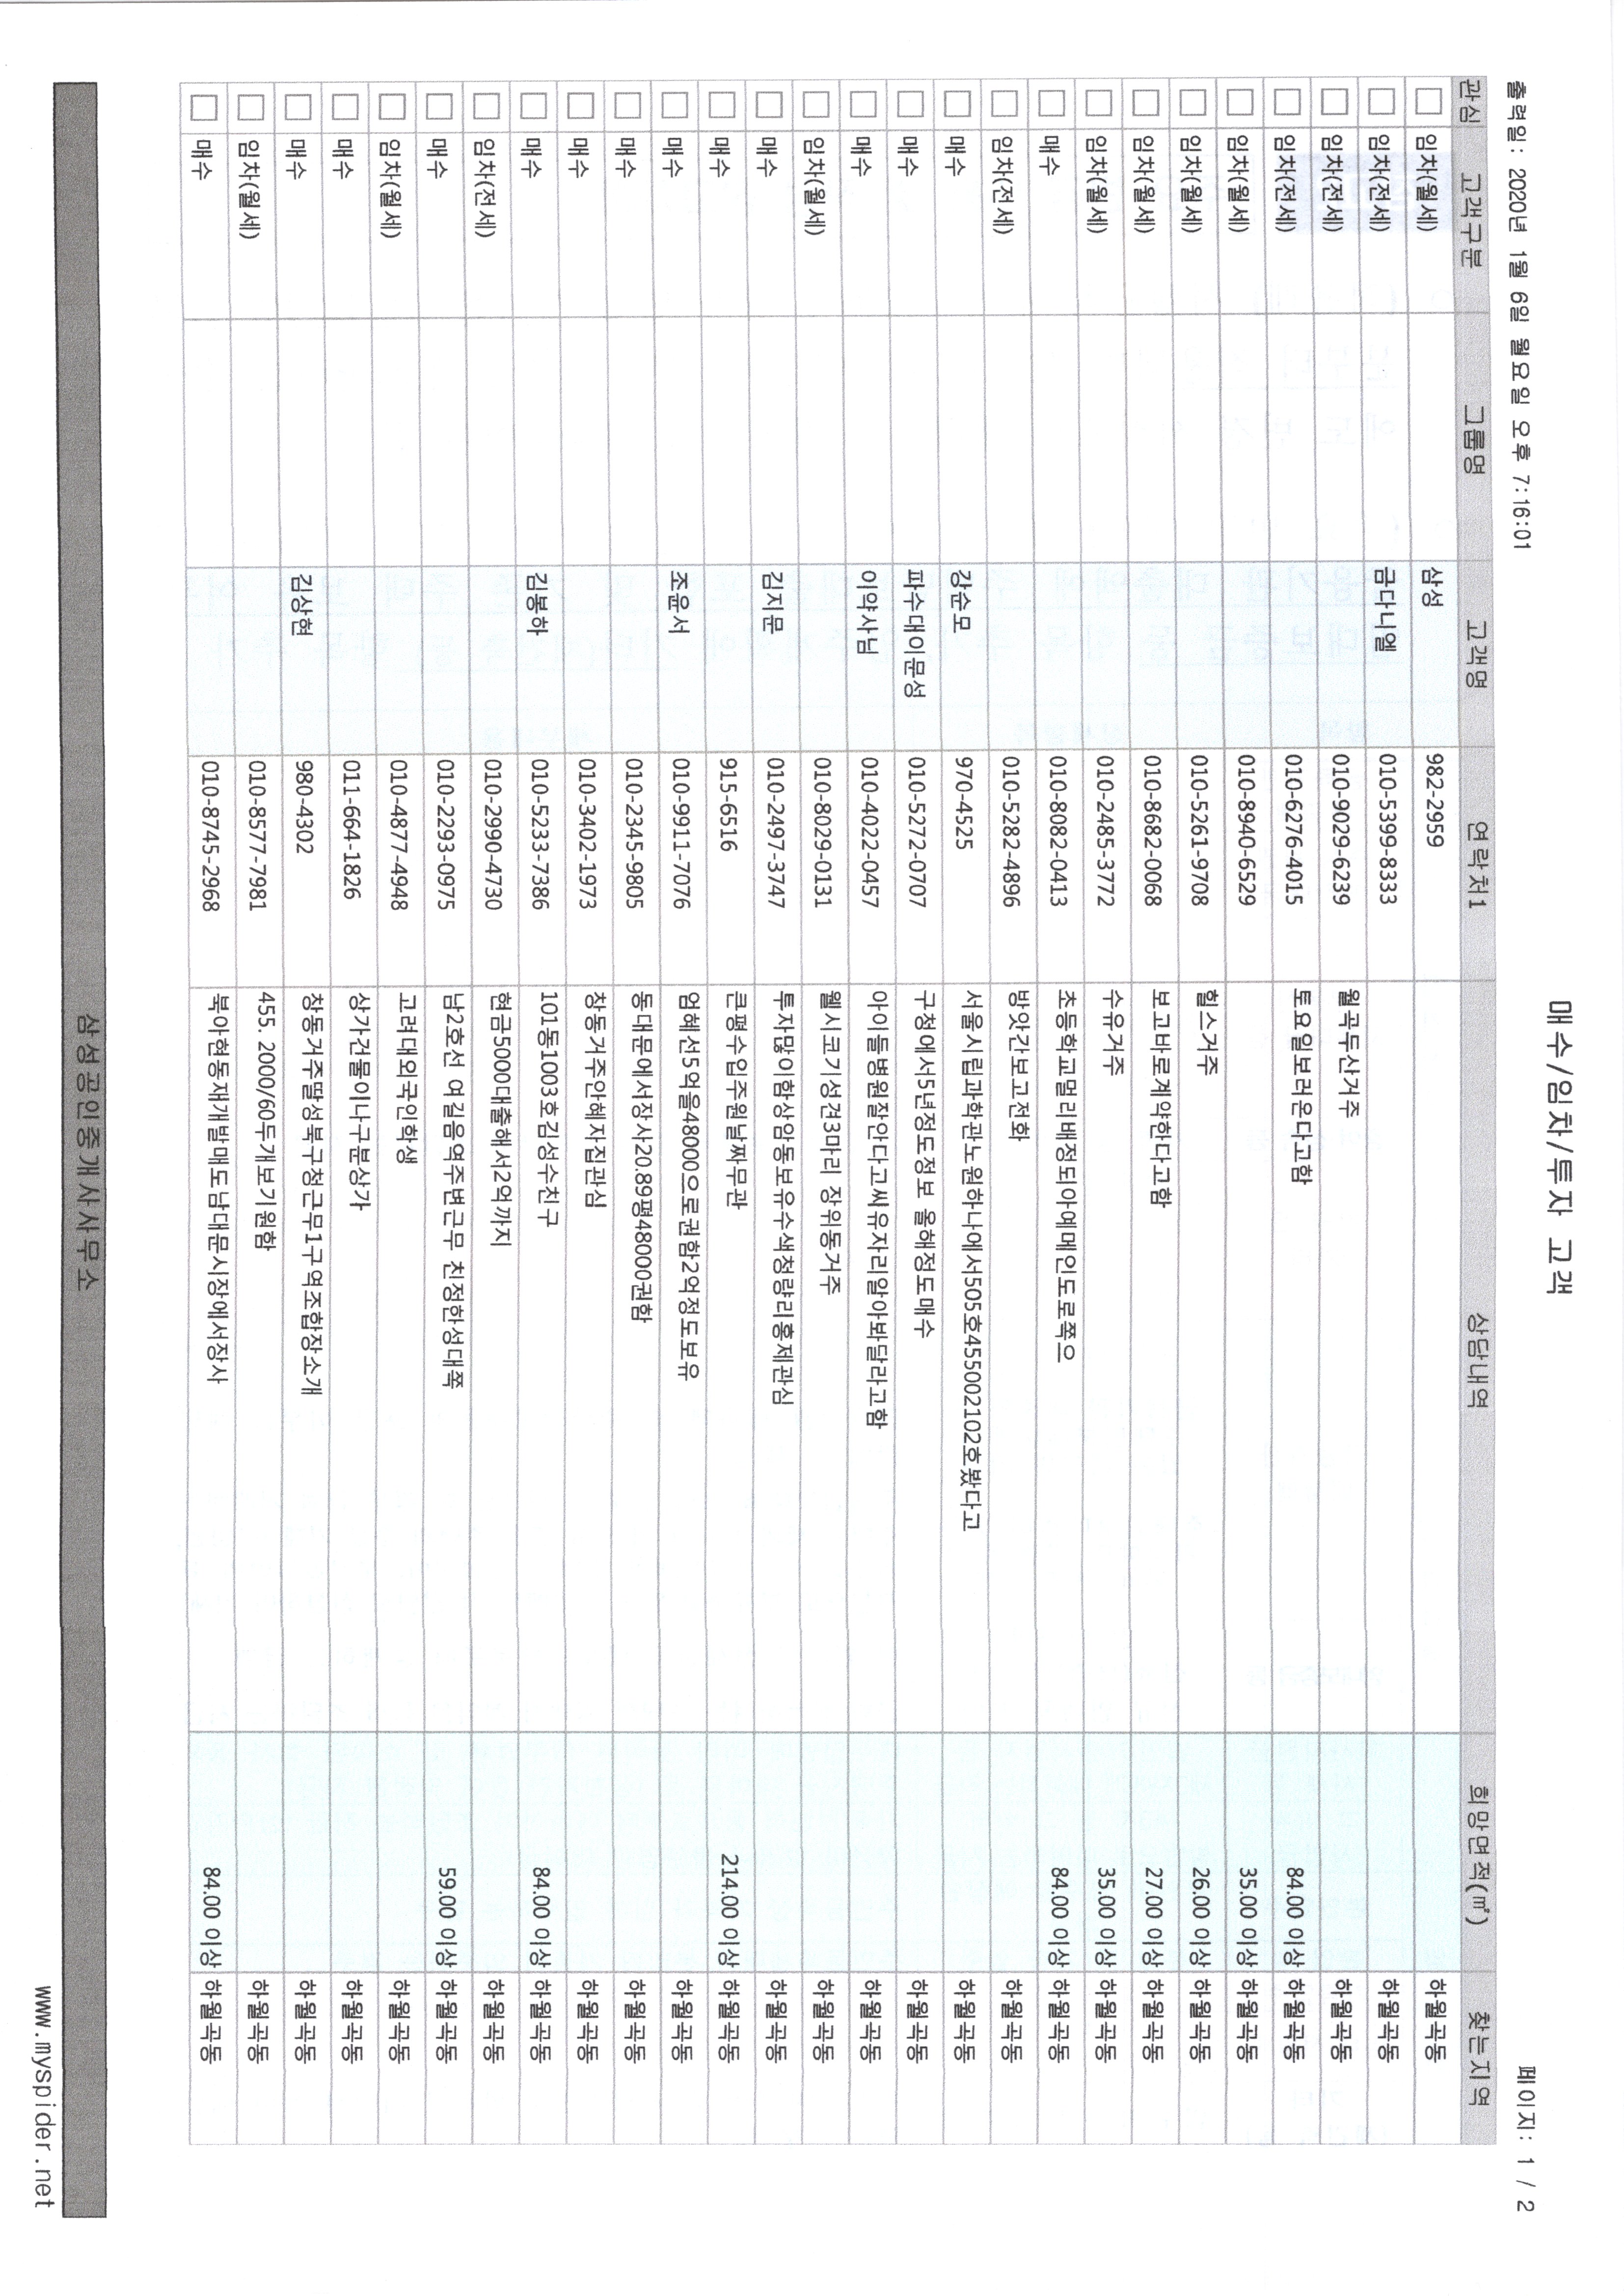 매수/임차/투자 고객
출력일: 2020년 1월 6일 월요일 오후 7:16:01 페이지: 1 / 2
관심 고객구분 그룹명 고객명 연락처1 상담내역 희망면적(㎡) 찾는지역
임차(월세) 삼성 982-2959 하월곡동
임차(전세) 금다니엘 010-5399-8333 하월곡동
임차(전세) 010-9029-6239 월곡두산거주 하월곡동
임차(전세) 010-6276-4015 토요일보러온다고함 84.00 이상 하월곡동
임차(월세) 010-8940-6529 35.00 이상 하월곡동
임차(월세) 010-5261-9708 힐스거주 26.00 이상 하월곡동
임차(월세) 010-8682-0068 보고바로계약한다고함 27.00 이상 하월곡동
임차(월세) 010-2485-3772 수유거주 35.00 이상 하월곡동
매수 010-8082-0413 초등학교멀리배정되아예메인도로쪽으 84.00 이상 하월곡동
임차(전세) 010-5282-4896 방앗간보고전화 하월곡동
매수 강순모 970-4525 서울시립과학관노원하나에서505호455002102호봤다고 하월곡동
매수 파수대이문성 010-5272-0707 구청에서5년정도정보 올해정도매수 하월곡동
매수 이약사님 010-4022-0457 아이들병원잘안다고씨유자리알아봐달라고함 하월곡동
임차(월세) 010-8029-0131 웰시코기성견3마리 장위동거주 하월곡동
매수 김지문 010-2497-3747 투자많이함상암동보유수색청량리홍제관심 하월곡동
매수 915-6516 큰평수입주원날짜무관 214.00 이상 하월곡동
매수 조윤서 010-9911-7076 엄혜선5억을48000으로권함2억정도보유 하월곡동
매수 010-2345-9805 동대문에서장사20.89평48000권함 하월곡동
매수 010-3402-1973 창동거주안혜자집관심 하월곡동
매수 김봉하 010-5233-7386 101동1003호김성수친구 84.00 이상 하월곡동
임차(전세) 010-2990-4730 현금5000대출해서2억까지 하월곡동
매수 010-2293-0975 남2호선 여길음역주변근무 친정한성대쪽 59.00 이상 하월곡동
임차(월세) 010-4877-4948 고려대외국인학생 하월곡동
매수 011-664-1826 상가건물이나구분상가 하월곡동
매수 김상현 980-4302 창동거주딸성북구청근무1구역조합장소개 하월곡동
임차(월세) 010-8577-7981 455. 2000/60두개보기원함 하월곡동
매수 010-8745-2968 북아현동재개발매도남대문시장에서장사 84.00 이상 하월곡동
삼성공인중개사사무소
www.myspider.net